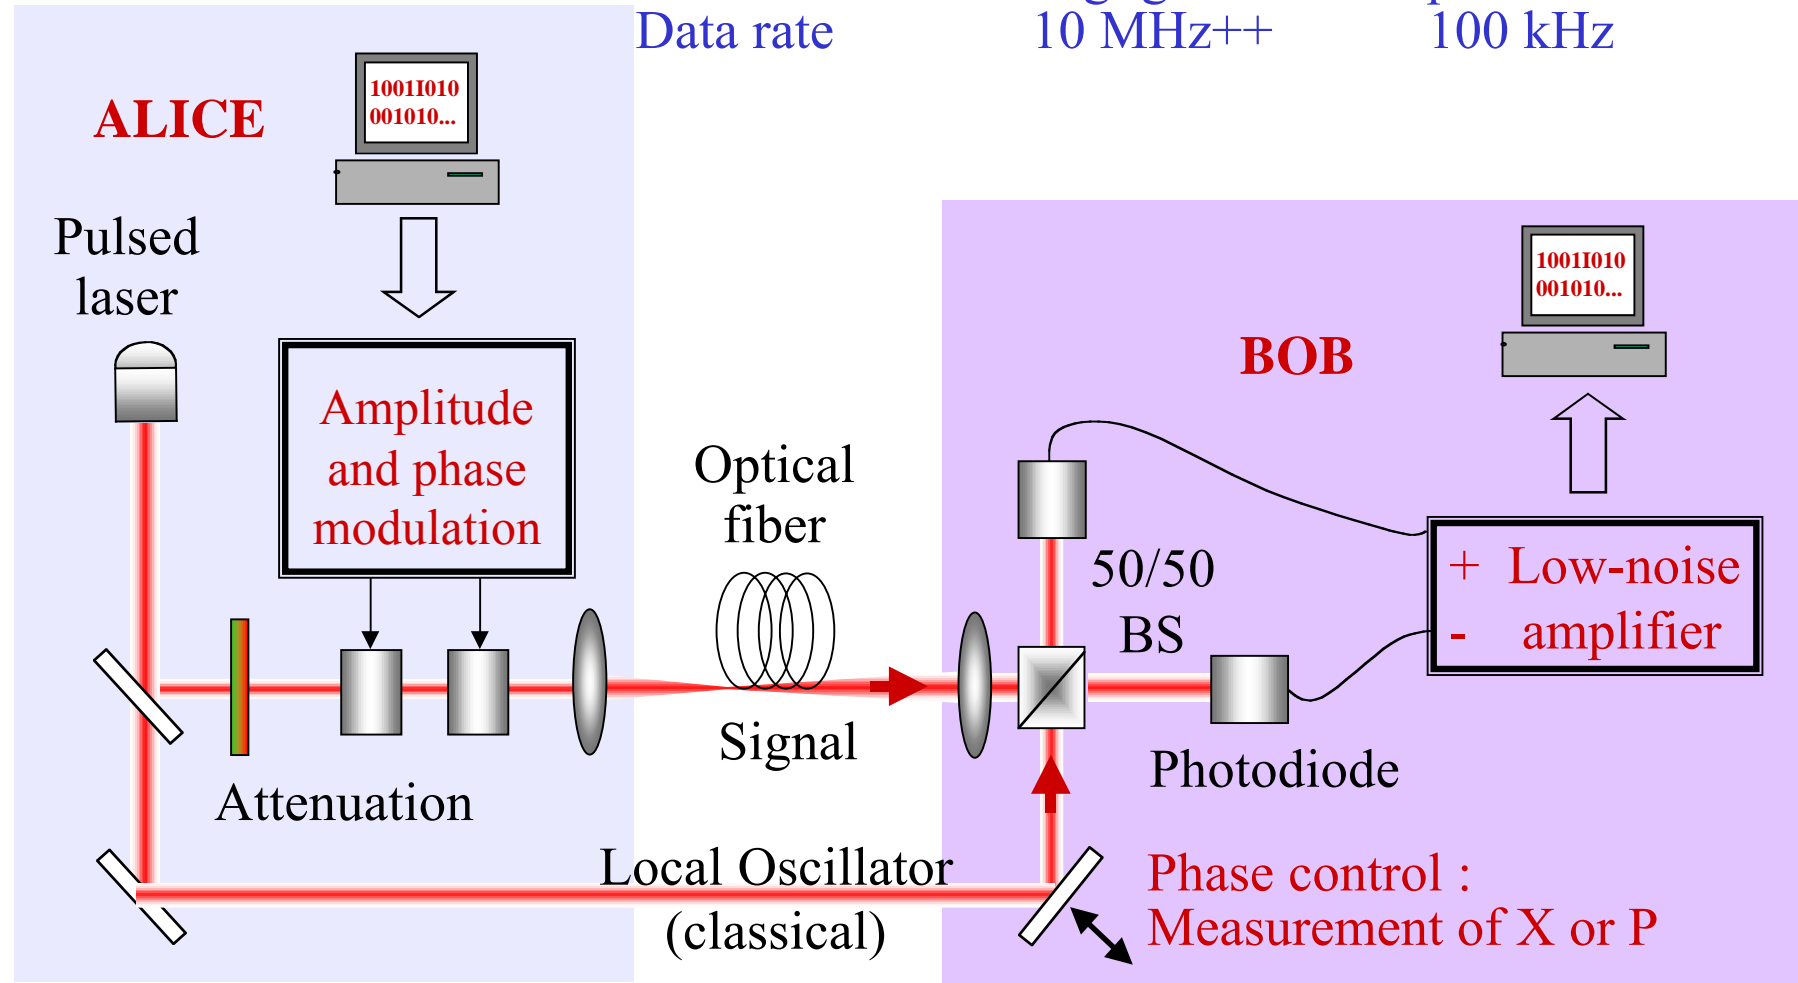 Data rate 10 MHz++ 100 kHz
ALICE
1001I010
001010...
Pulsed
laser
Amplitude
and phase
modulation
Attenuation
Optical
fiber
Signal
Local Oscillator
(classical)
BOB
1001I010
001010...
50/50
BS
+ Low-noise
- amplifier
Photodiode
Phase control :
Measurement of X or P